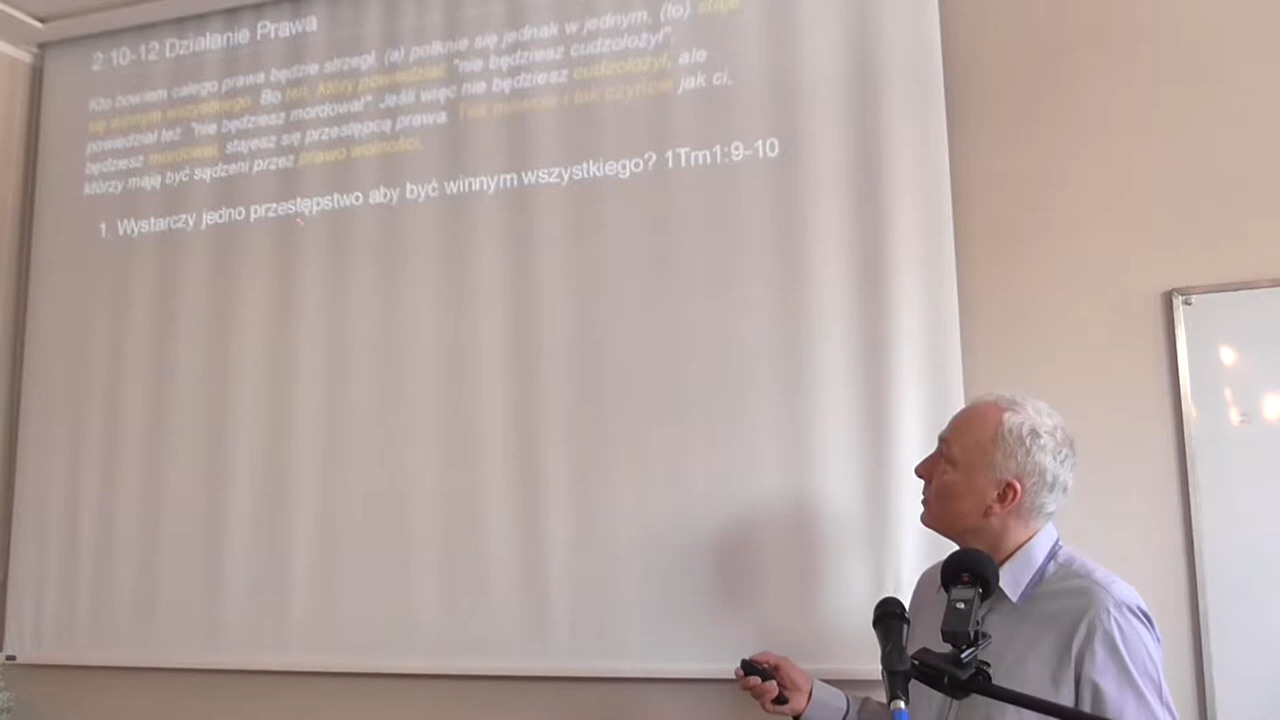 2:10-12 Działanie Prawa
Kto bowiem całego prawa będzie strzegł, (a) potknie się jednak w jednym, (to) staje
się winnym wszystkiego. Bo ten, który powiedział: "nie będziesz cudzołożył",
powiedział też: "nie będziesz mordował". Jeśli więc nie będziesz cudzołożył, ale
będziesz mordował, stajesz się przestępcą prawa. Tak mówcie i tak czyńcie jak ci,
którzy mają być sądzeni przez prawo wolności.
1. Wystarczy jedno przestępstwo aby być winnym wszystkiego? 1Tm1:9-10